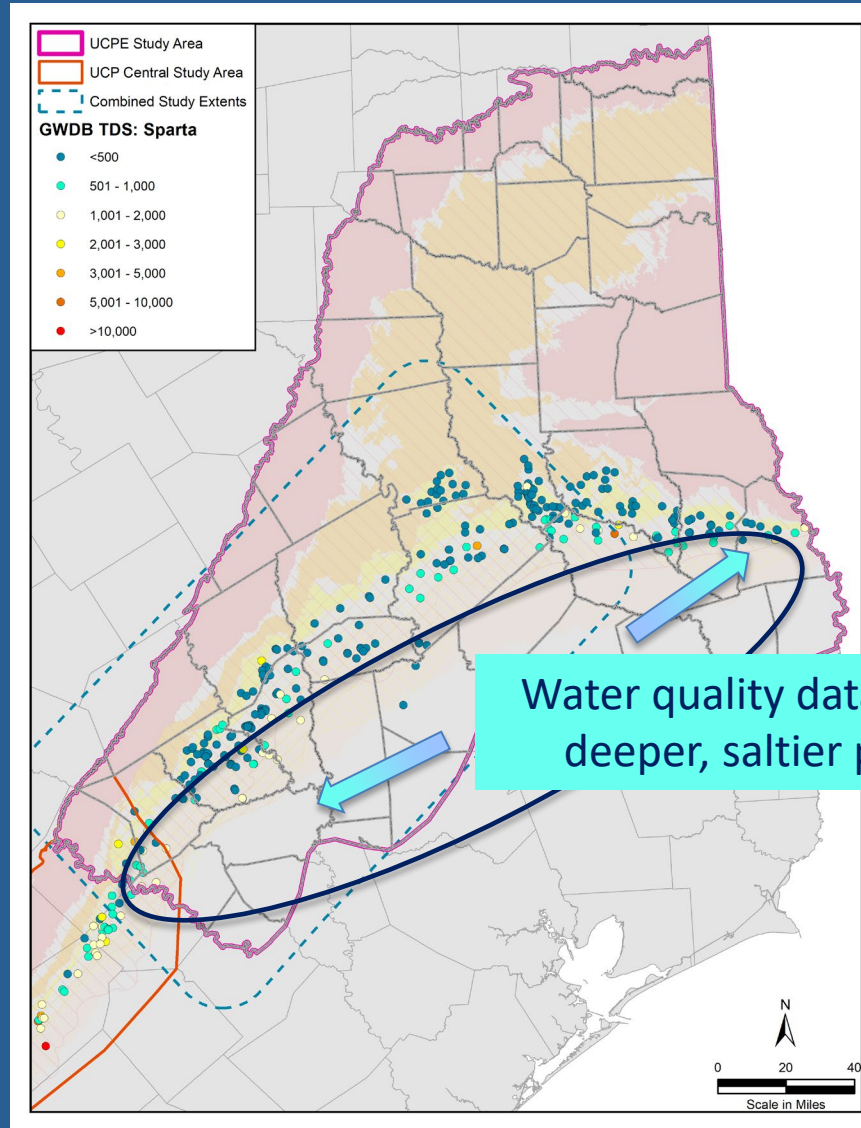 UCPE Study Area
UCP Central Study Area
Combined Study Extents
GWDB TDS: Sparta
<500
501 - 1,000
1,001 - 2,000
2,001 - 3,000
3,001 - 5,000
5,001 - 10,000
>10,000
Water quality data
deeper, saltier p
N
0 20 40
Scale in Miles